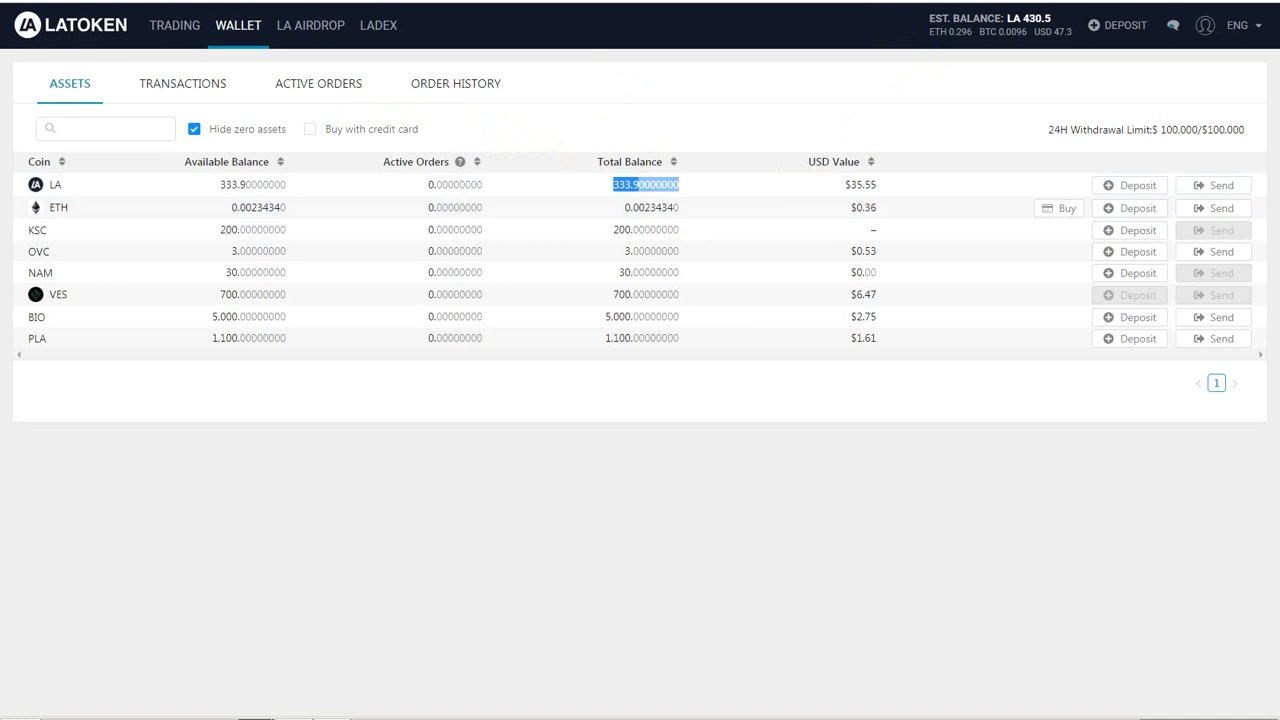 LATOKEN TRADING WALLET LA AIRDROP LADEX EST. BALANCE: LA 430.5 DEPOSIT ENG
ETH 0.296 BTC 0.0096 USD 47.3
ASSETS TRANSACTIONS ACTIVE ORDERS ORDER HISTORY
Hide zero assets Buy with credit card 24H Withdrawal Limit:$ 100,000/$100,000
Coin Available Balance Active Orders ? Total Balance USD Value
LA 333.90000000 0.00000000 333.90000000 $35.55 Deposit Send
ETH 0.00234340 0.00000000 0.00234340 $0.36 Buy Deposit Send
KSC 200.00000000 0.00000000 200.00000000 – Deposit Send
OVC 3.00000000 0.00000000 3.00000000 $0.53 Deposit Send
NAM 30.00000000 0.00000000 30.00000000 $0.00 Deposit Send
VES 700.00000000 0.00000000 700.00000000 $6.47 Deposit Send
BIO 5,000.00000000 0.00000000 5,000.00000000 $2.75 Deposit Send
PLA 1,100.00000000 0.00000000 1,100.00000000 $1.61 Deposit Send
1